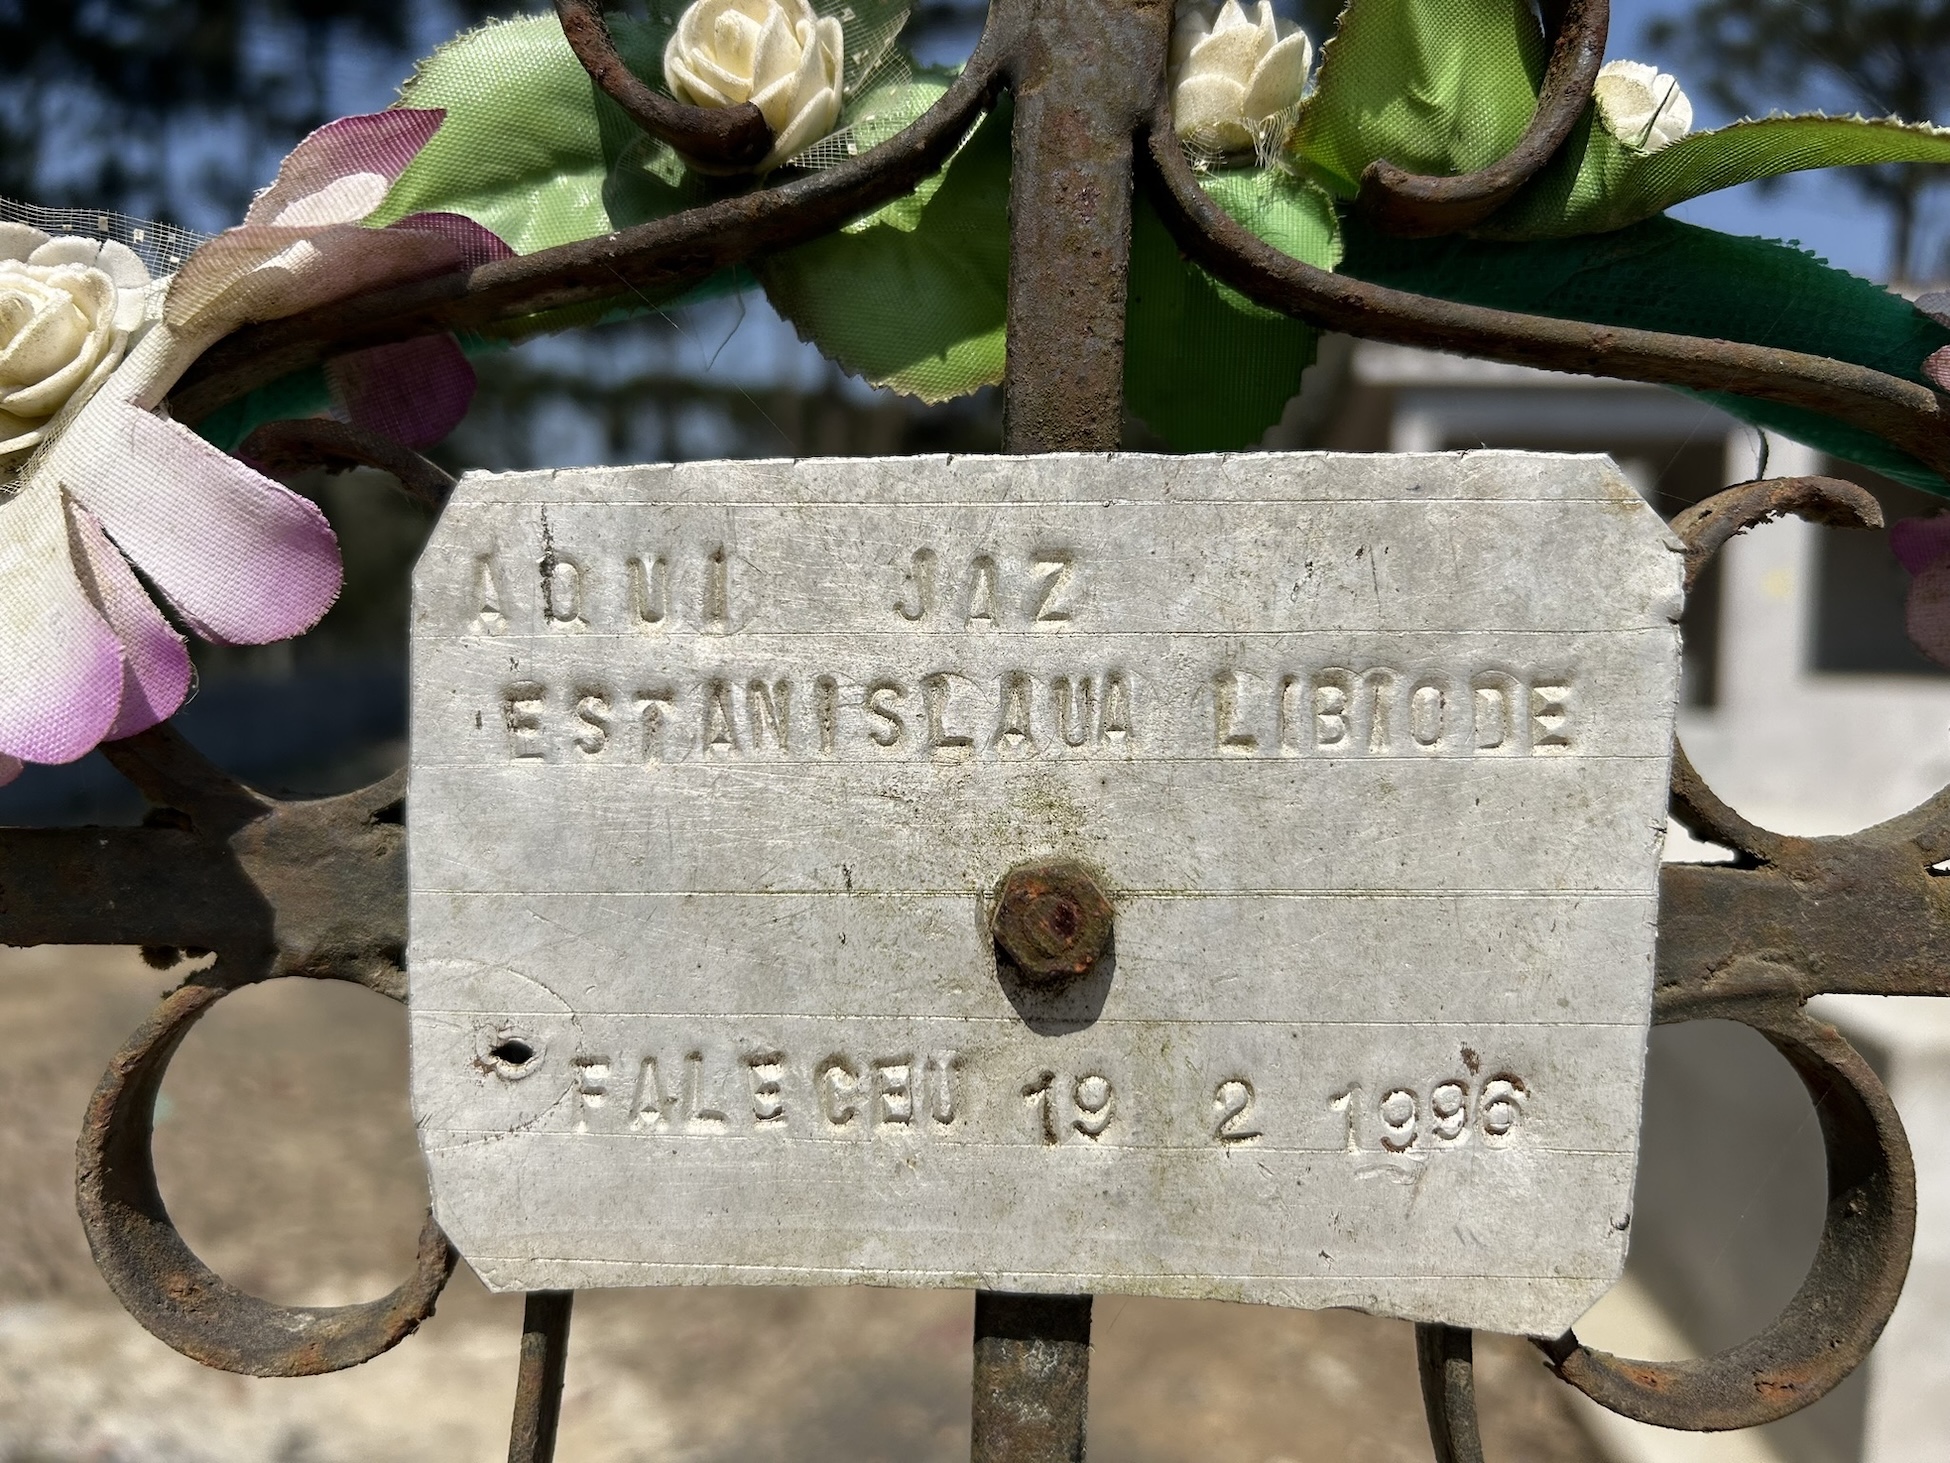 AQUI JAZ
ESTANISLAUA LIBIODE
FALECEU 19 2 1996